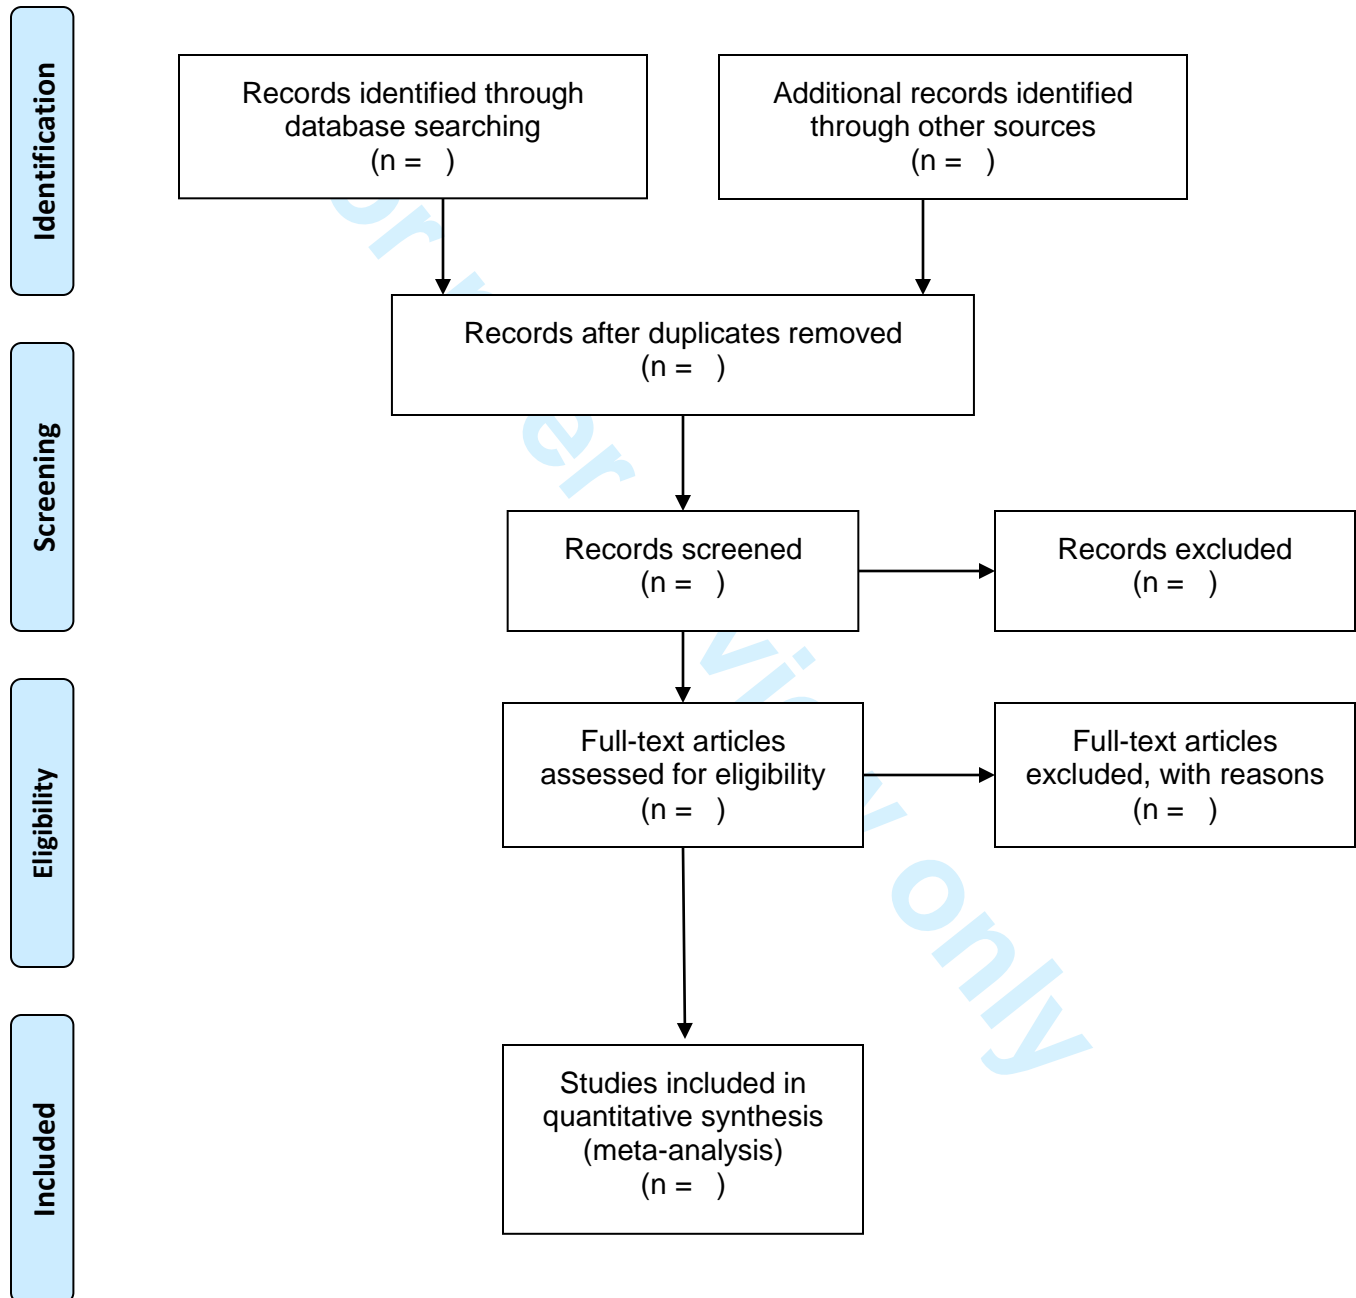 Identification
Records identified through
database searching
(n =   )
Additional records identified
through other sources
(n =   )
Records after duplicates removed
(n =   )
Screening
Records screened
(n =   )
Records excluded
(n =   )
Eligibility
Full-text articles
assessed for eligibility
(n =   )
Full-text articles
excluded, with reasons
(n =   )
Included
Studies included in
quantitative synthesis
(meta-analysis)
(n =   )
only